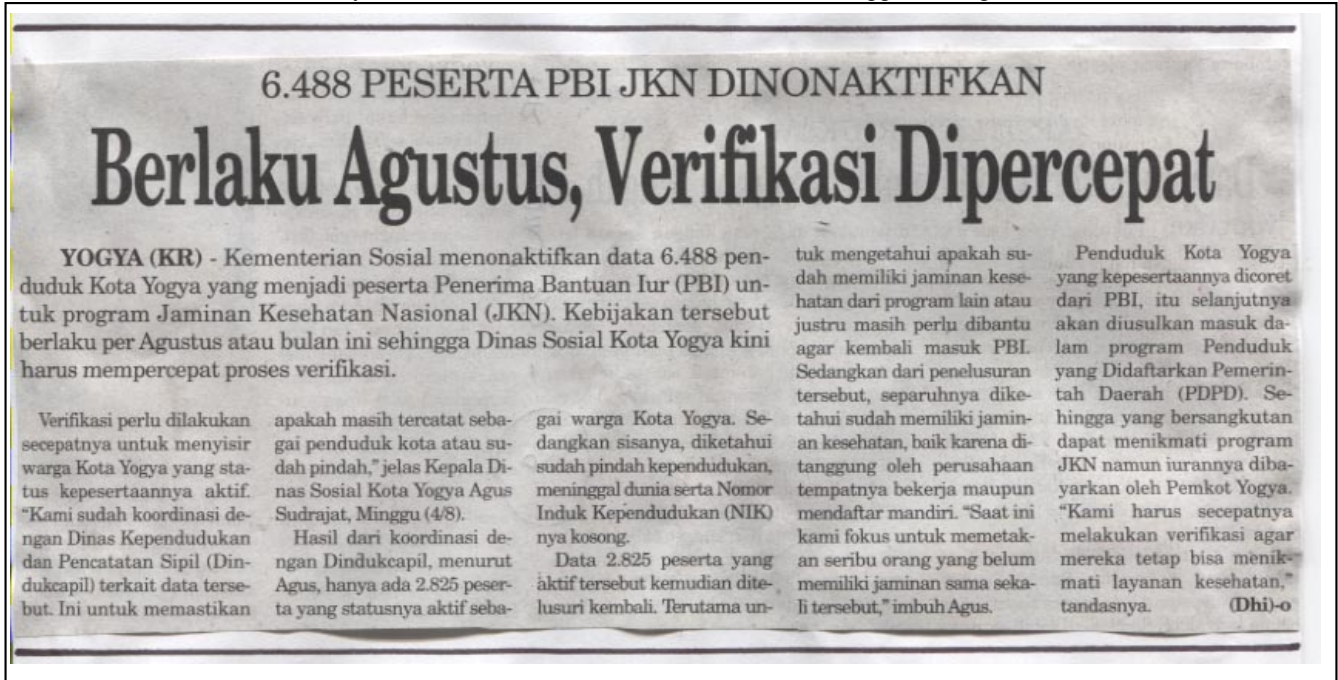 6.488 PESERTA PBI JKN DINONAKTIFKAN
Berlaku Agustus, Verifikasi Dipercepat
YOGYA (KR) - Kementerian Sosial menonaktifkan data 6.488 pen-
duduk Kota Yogya yang menjadi peserta Penerima Bantuan Iur (PBI) un-
tuk program Jaminan Kesehatan Nasional (JKN). Kebijakan tersebut
berlaku per Agustus atau bulan ini sehingga Dinas Sosial Kota Yogya kini
harus mempercepat proses verifikasi.
Verifikasi perlu dilakukan
secepatnya untuk menyisir
warga Kota Yogya yang sta-
tus kepesertaannya aktif.
“Kami sudah koordinasi de-
ngan Dinas Kependudukan
dan Pencatatan Sipil (Din-
dukcapil) terkait data terse-
but. Ini untuk memastikan
apakah masih tercatat seba-
gai penduduk kota atau su-
dah pindah,” jelas Kepala Di-
nas Sosial Kota Yogya Agus
Sudrajat, Minggu (4/8).
Hasil dari koordinasi de-
ngan Dindukcapil, menurut
Agus, hanya ada 2.825 peser-
ta yang statusnya aktif seba-
gai warga Kota Yogya. Se-
dangkan sisanya, diketahui
sudah pindah kependudukan,
meninggal dunia serta Nomor
Induk Kependudukan (NIK)
nya kosong.
Data 2.825 peserta yang
aktif tersebut kemudian dite-
lusuri kembali. Terutama un-
tuk mengetahui apakah su-
dah memiliki jaminan kese-
hatan dari program lain atau
justru masih perlu dibantu
agar kembali masuk PBI.
Sedangkan dari penelusuran
tersebut, separuhnya dike-
tahui sudah memiliki jamin-
an kesehatan, baik karena di-
tanggung oleh perusahaan
tempatnya bekerja maupun
mendaftar mandiri. “Saat ini
kami fokus untuk memetak-
an seribu orang yang belum
memiliki jaminan sama seka-
li tersebut,” imbuh Agus.
Penduduk Kota Yogya
yang kepesertaannya dicoret
dari PBI, itu selanjutnya
akan diusulkan masuk da-
lam program Penduduk
yang Didaftarkan Pemerin-
tah Daerah (PDPD). Se-
hingga yang bersangkutan
dapat menikmati program
JKN namun iurannya diba-
yarkan oleh Pemkot Yogya.
“Kami harus secepatnya
melakukan verifikasi agar
mereka tetap bisa menik-
mati layanan kesehatan,”
tandasnya. (Dhi)-o